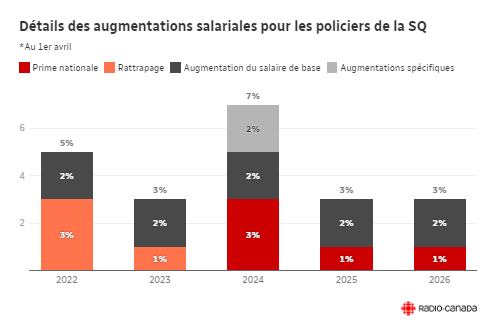 Détails des augmentations salariales pour les policiers de la SQ
*Au 1er avril
Prime nationale Rattrapage Augmentation du salaire de base Augmentations spécifiques
7%
6
2%
5%
4
2% 2%
3% 3% 3%
2
2% 2% 2%
3% 3%
1% 1% 1%
2022 2023 2024 2025 2026
RADIO-CANADA